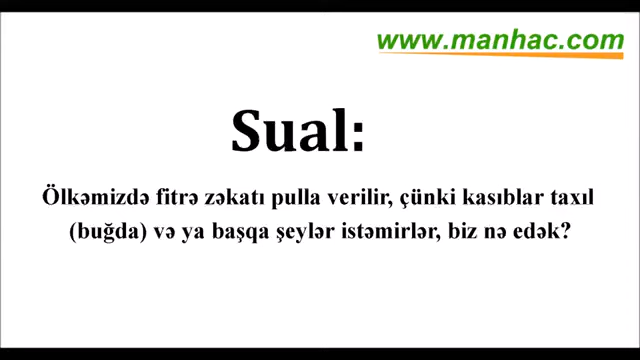 www.manhac.com
Sual:
Ölkəmizdə fitrə zəkatı pulla verilir, çünki kasıblar taxıl
(buğda) və ya başqa şeylər istəmirlər, biz nə edək?